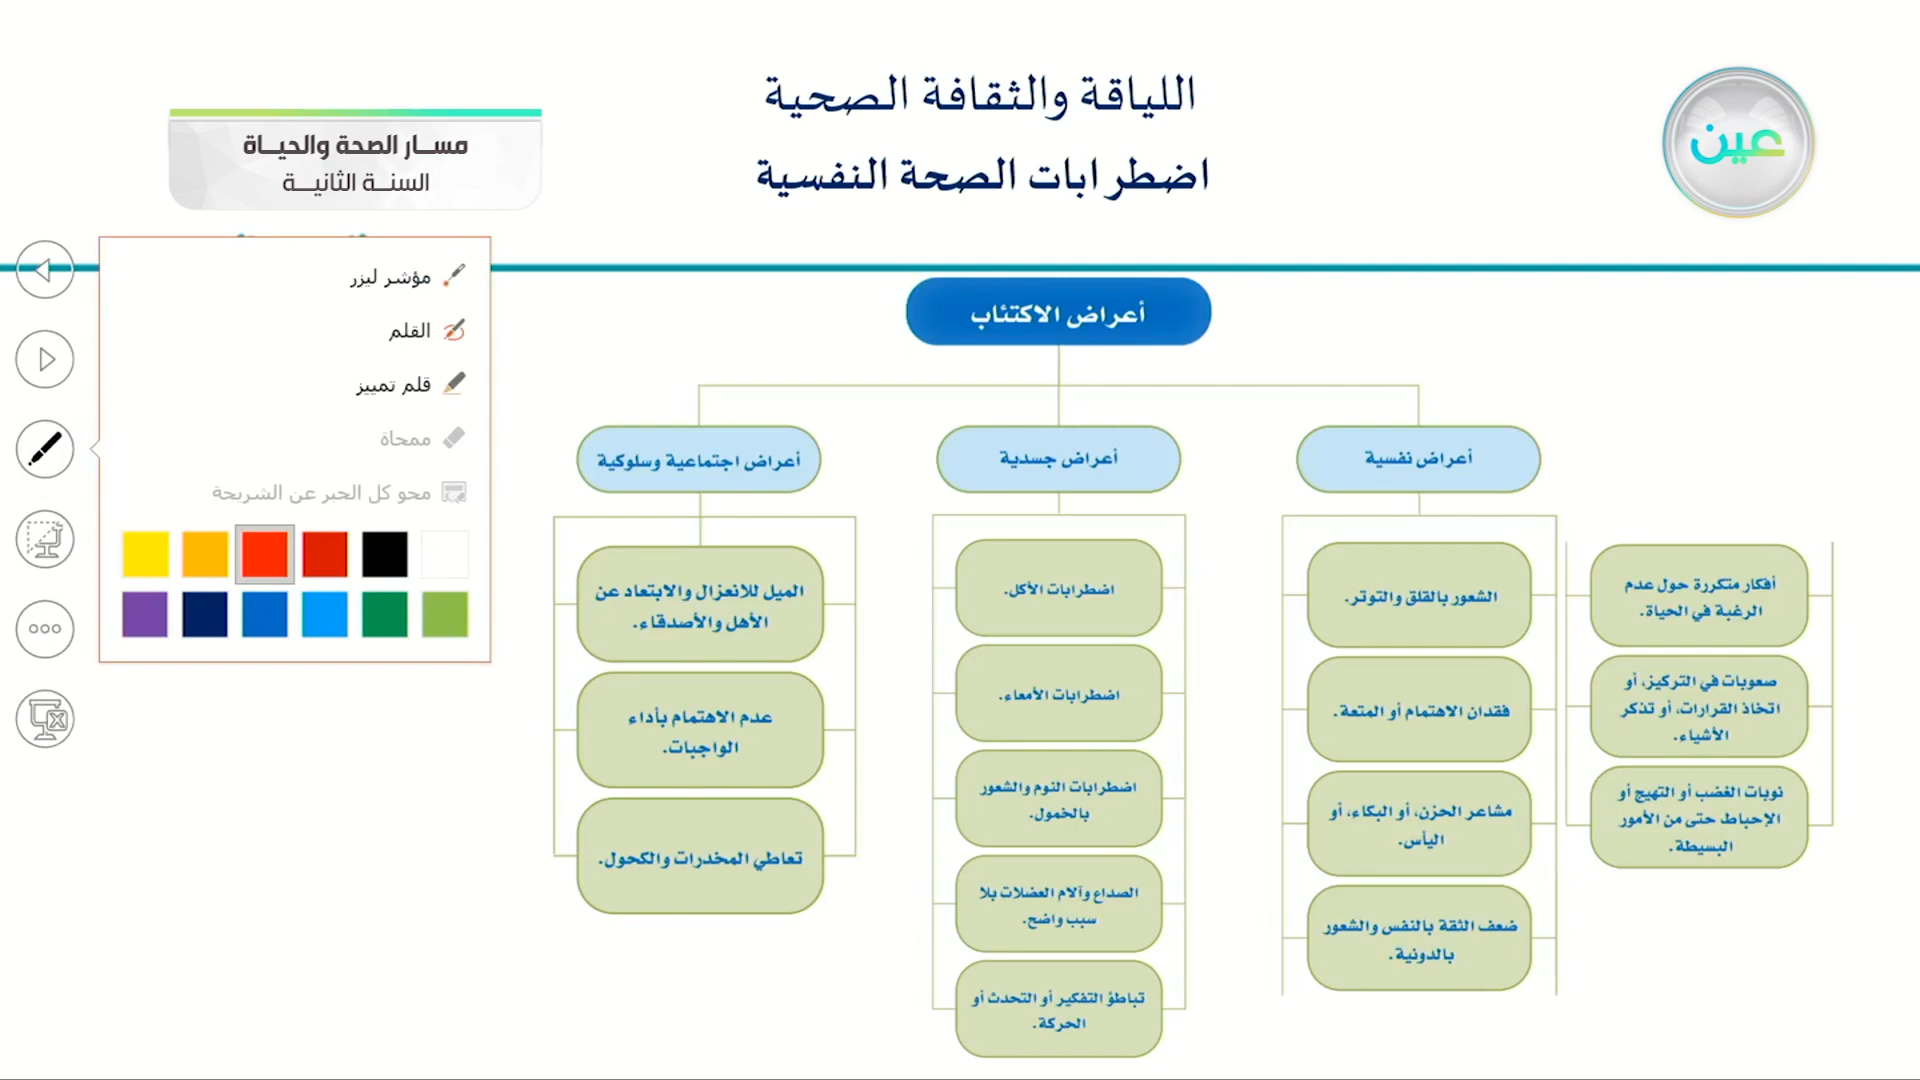 اللياقة والثقافة الصحية
اضطرابات الصحة النفسية
عين
مسار الصحة والحياة
السنة الثانية
مؤشر ليزر
القلم
قلم تمييز
ممحاة
محو كل الحبر عن الشريحة
أعراض الاكتئاب
أعراض نفسية
أفكار متكررة حول عدم
الرغبة في الحياة.
صعوبات في التركيز، أو
اتخاذ القرارات، أو تذكر
الأشياء.
نوبات الغضب أو التهيج أو
الإحباط حتى من الأمور
البسيطة.
الشعور بالقلق والتوتر.
فقدان الاهتمام أو المتعة.
مشاعر الحزن، أو البكاء، أو
اليأس.
ضعف الثقة بالنفس والشعور
بالدونية.
أعراض جسدية
اضطرابات الأكل.
اضطرابات الأمعاء.
اضطرابات النوم والشعور
بالخمول.
الصداع وآلام العضلات بلا
سبب واضح.
تباطؤ التفكير أو التحدث أو
الحركة.
أعراض اجتماعية وسلوكية
الميل للانعزال والابتعاد عن
الأهل والأصدقاء.
عدم الاهتمام بأداء
الواجبات.
تعاطي المخدرات والكحول.